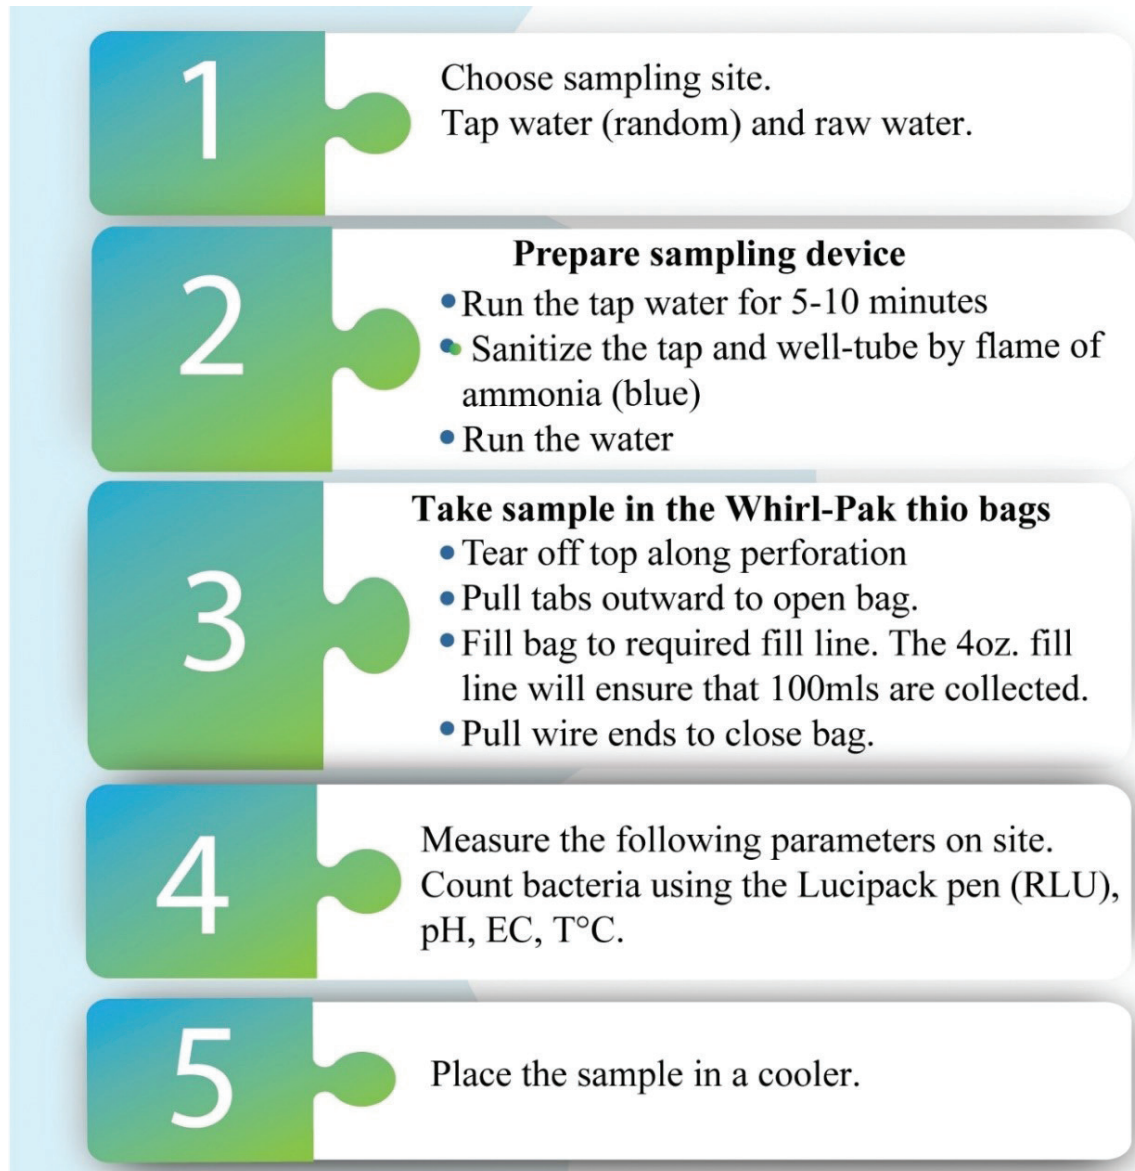 1
Choose sampling site.
Tap water (random) and raw water.
2
Prepare sampling device
• Run the tap water for 5-10 minutes
• Sanitize the tap and well-tube by flame of
ammonia (blue)
• Run the water
3
Take sample in the Whirl-Pak thio bags
• Tear off top along perforation
• Pull tabs outward to open bag.
• Fill bag to required fill line. The 4oz. fill
line will ensure that 100mls are collected.
• Pull wire ends to close bag.
4
Measure the following parameters on site.
Count bacteria using the Lucipack pen (RLU),
pH, EC, T°C.
5
Place the sample in a cooler.